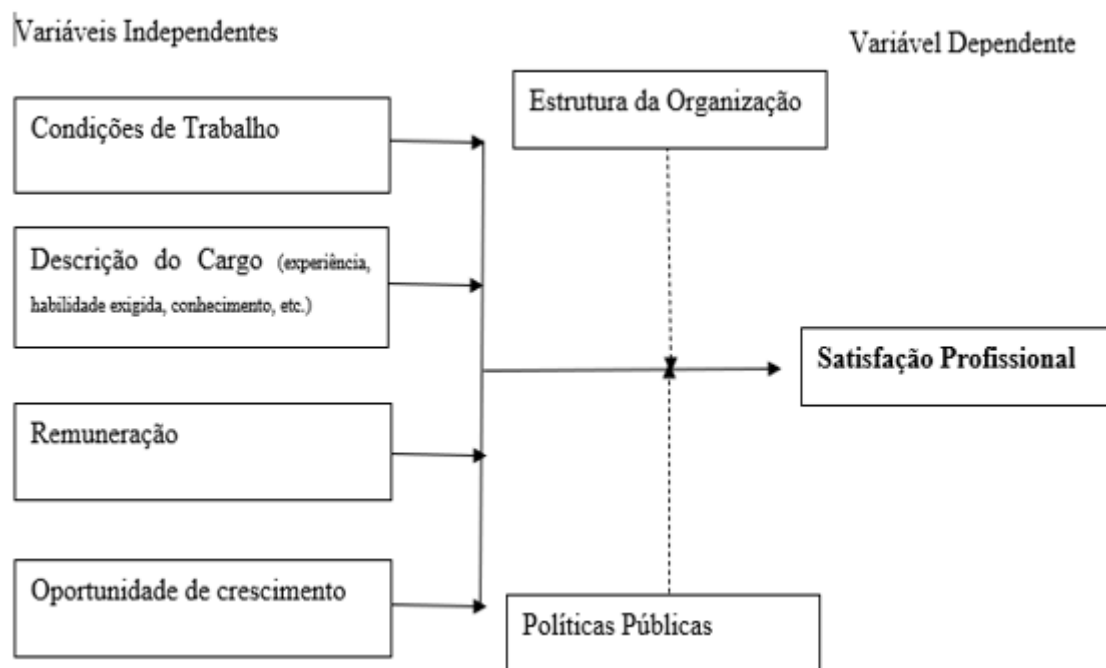 Variáveis Independentes
Variável Dependente
Estrutura da Organização
Condições de Trabalho
Descrição do Cargo (experiência,
habilidade exigida, conhecimento, etc.)
Satisfação Profissional
Remuneração
Oportunidade de crescimento
Políticas Públicas